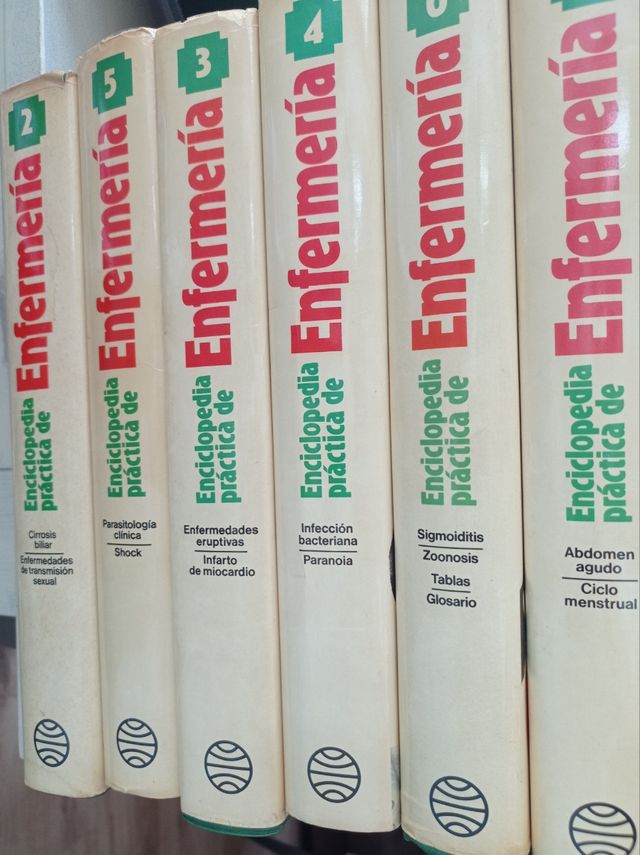 2
Enfermería
Enciclopedia
práctica de
Cirrosis
biliar
Enfermedades
de transmisión
sexual
5
Enfermería
Enciclopedia
práctica de
Parasitología
clínica
Shock
3
Enfermería
Enciclopedia
práctica de
Enfermedades
eruptivas
Infarto
de miocardio
4
Enfermería
Enciclopedia
práctica de
Infección
bacteriana
Paranoia
Enfermería
Enciclopedia
práctica de
Sigmoiditis
Zoonosis
Tablas
Glosario
Enfermería
Enciclopedia
práctica de
Abdomen
agudo
Ciclo
menstrual